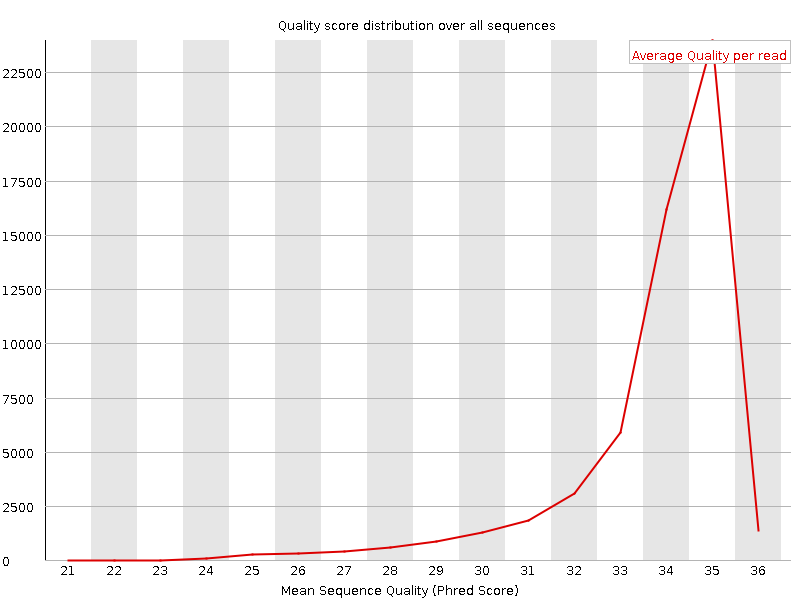 Quality score distribution over all sequences
Average Quality per read
22500
20000
17500
15000
12500
10000
7500
5000
2500
0
21 22 23 24 25 26 27 28 29 30 31 32 33 34 35 36
Mean Sequence Quality (Phred Score)